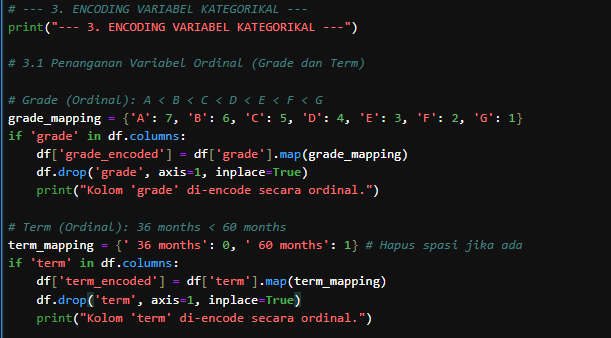 # --- 3. ENCODING VARIABEL KATEGORIKAL ---
print("--- 3. ENCODING VARIABEL KATEGORIKAL ---")
# 3.1 Penanganan Variabel Ordinal (Grade dan Term)
# Grade (Ordinal): A < B < C < D < E < F < G
grade_mapping = {'A': 7, 'B': 6, 'C': 5, 'D': 4, 'E': 3, 'F': 2, 'G': 1}
if 'grade' in df.columns:
    df['grade_encoded'] = df['grade'].map(grade_mapping)
    df.drop('grade', axis=1, inplace=True)
    print("Kolom 'grade' di-encode secara ordinal.")
# Term (Ordinal): 36 months < 60 months
term_mapping = {' 36 months': 0, ' 60 months': 1} # Hapus spasi jika ada
if 'term' in df.columns:
    df['term_encoded'] = df['term'].map(term_mapping)
    df.drop('term', axis=1, inplace=True)
    print("Kolom 'term' di-encode secara ordinal.")